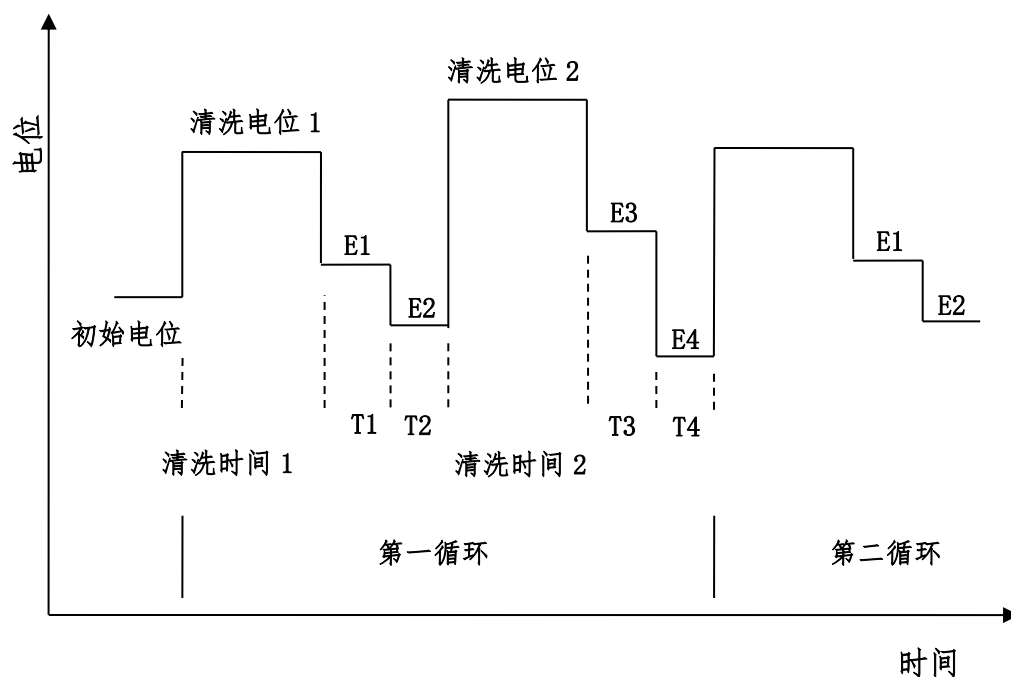 清洗电位 2
清洗电位 1
电位
E3
E1
E1
E2
E2
初始电位
E4
T1
T2
T3
T4
清洗时间 1
清洗时间 2
第一循环
第二循环
时间